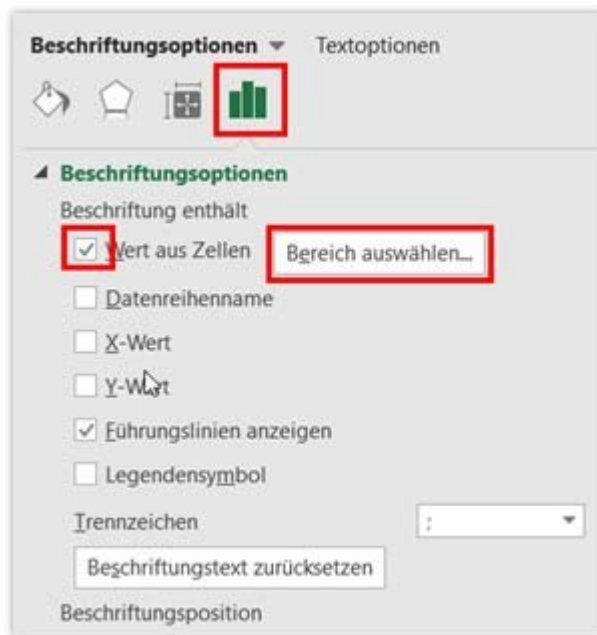 Beschriftungsoptionen Textoptionen
Beschriftungsoptionen
Beschriftung enthält
Wert aus Zellen Bereich auswählen...
Datenreihenname
X-Wert
Y-Wert
Führungslinien anzeigen
Legendensymbol
Trennzeichen ;
Beschriftungstext zurücksetzen
Beschriftungsposition